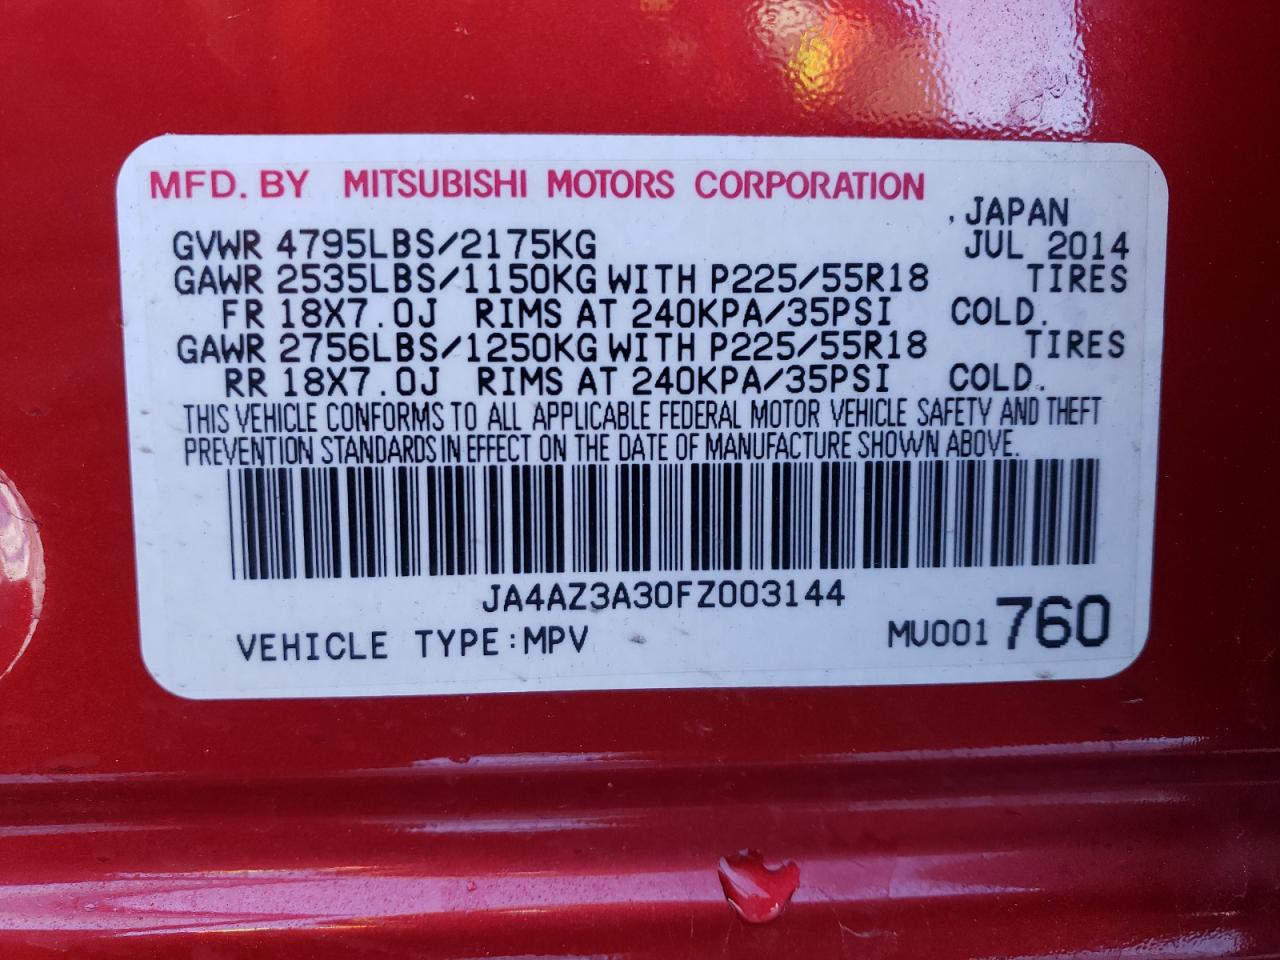 MFD. BY MITSUBISHI MOTORS CORPORATION
JAPAN
GVWR 4795LBS/2175KG JUL 2014
GAWR 2535LBS/1150KG WITH P225/55R18 TIRES
FR 18X7.0J RIMS AT 240KPA/35PSI COLD.
GAWR 2756LBS/1250KG WITH P225/55R18 TIRES
RR 18X7.0J RIMS AT 240KPA/35PSI COLD.
THIS VEHICLE CONFORMS TO ALL APPLICABLE FEDERAL MOTOR VEHICLE SAFETY AND THEFT
PREVENTION STANDARDS IN EFFECT ON THE DATE OF MANUFACTURE SHOWN ABOVE.
JA4AZ3A30FZ003144
VEHICLE TYPE:MPV MU001 760